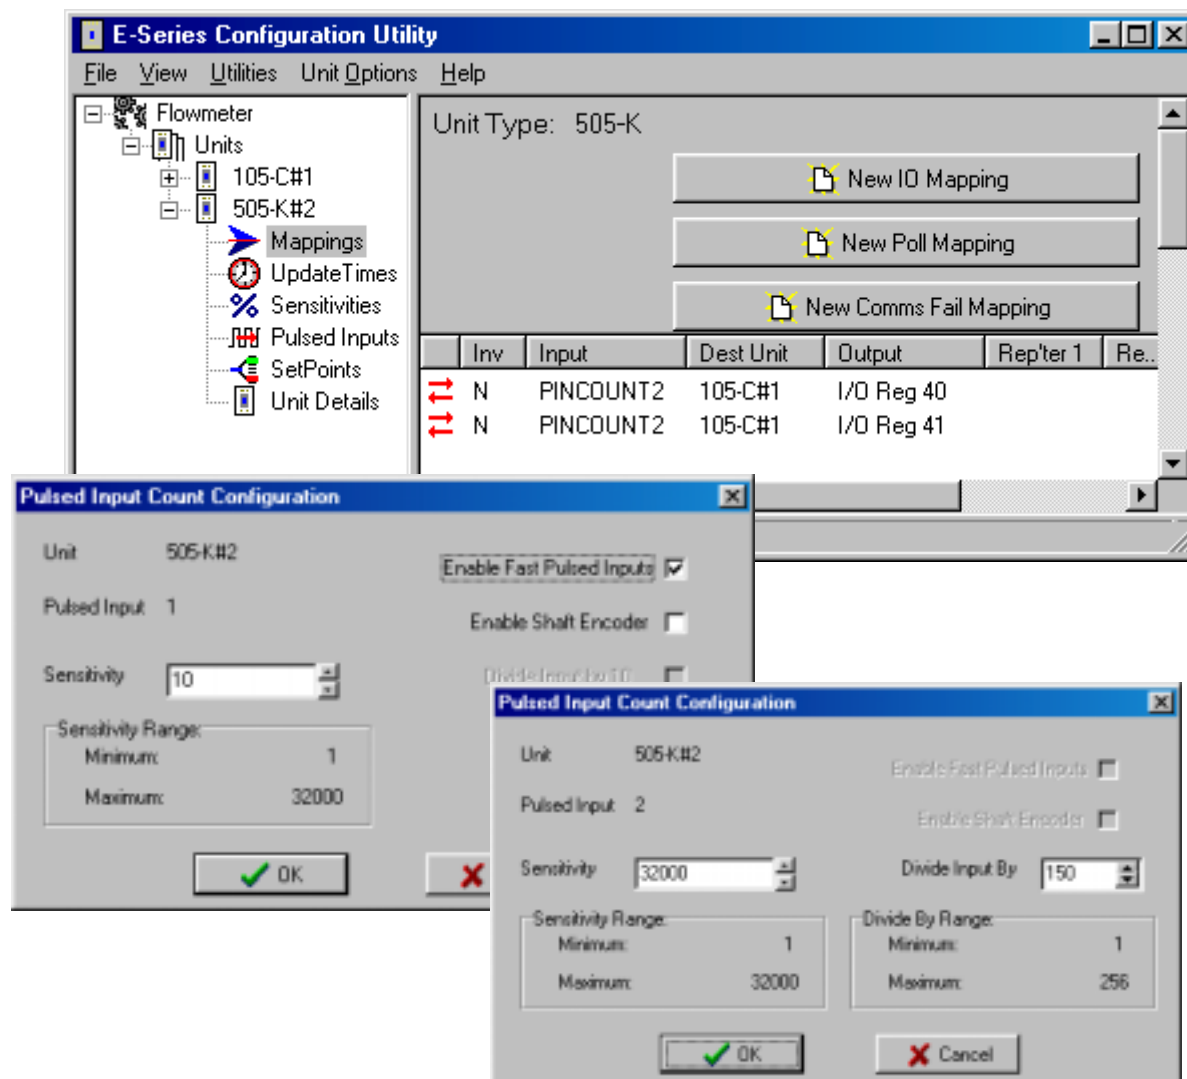 E-Series Configuration Utility
File View Utilities Unit Options Help
Flowmeter
Units
105-C#1
505-K#2
Mappings
UpdateTimes
Sensitivities
Pulsed Inputs
SetPoints
Unit Details
Unit Type: 505-K
New IO Mapping
New Poll Mapping
New Comms Fail Mapping
Inv Input Dest Unit Output Rep'ter 1 Re..
N PINCOUNT2 105-C#1 I/O Reg 40
N PINCOUNT2 105-C#1 I/O Reg 41
Pulsed Input Count Configuration
Unit 505-K#2
Enable Fast Pulsed Inputs
Pulsed Input 1
Enable Shaft Encoder
Sensitivity 10
Divide Input by 10
Sensitivity Range:
Minimum: 1
Maximum: 32000
OK
Pulsed Input Count Configuration
Unit 505-K#2
Enable Fast Pulsed Inputs
Pulsed Input 2
Enable Shaft Encoder
Sensitivity 32000
Divide Input By 150
Sensitivity Range:
Minimum: 1
Maximum: 32000
Divide By Range:
Minimum: 1
Maximum: 256
OK
Cancel